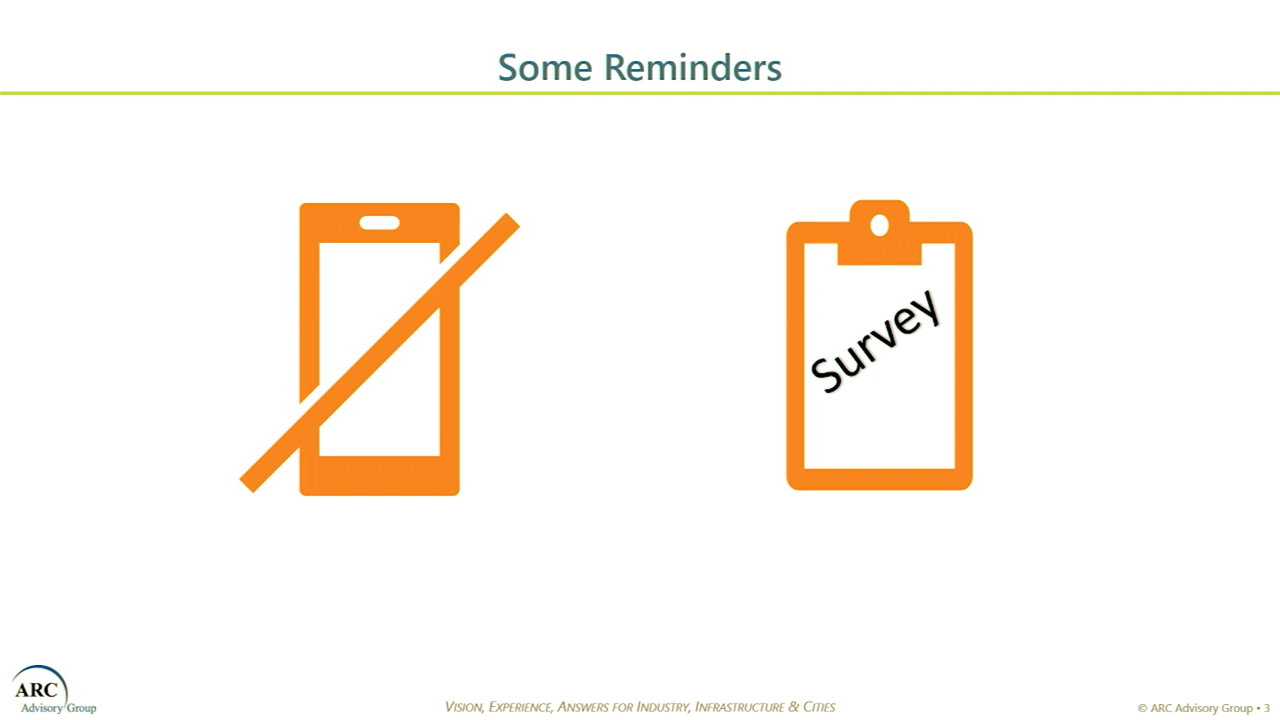 Some Reminders
Survey
ARC
Advisory Group
Vision, Experience, Answers for Industry, Infrastructure & Cities
© ARC Advisory Group • 3